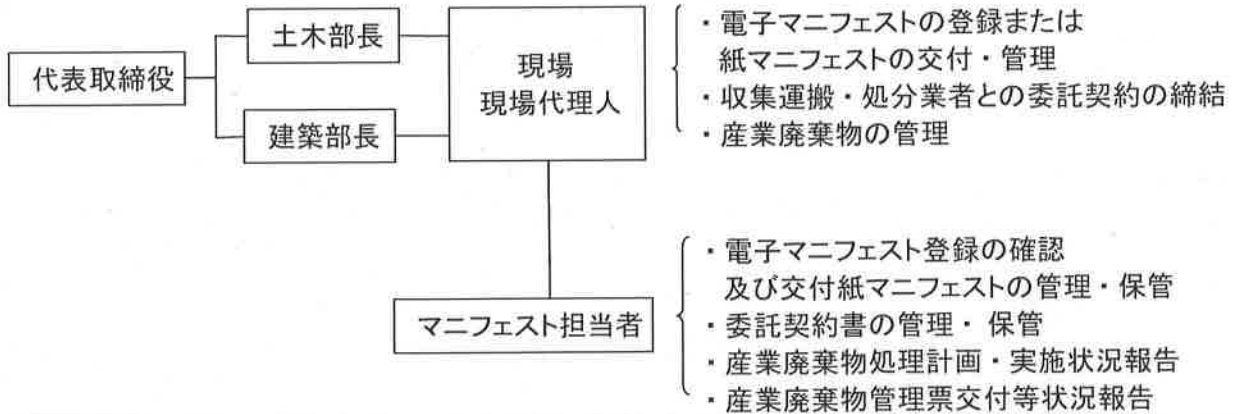 代表取締役
土木部長
建築部長
現場
現場代理人
・電子マニフェストの登録または
紙マニフェストの交付・管理
・収集運搬・処分業者との委託契約の締結
・産業廃棄物の管理
マニフェスト担当者
・電子マニフェスト登録の確認
及び交付紙マニフェストの管理・保管
・委託契約書の管理・保管
・産業廃棄物処理計画・実施状況報告
・産業廃棄物管理票交付等状況報告